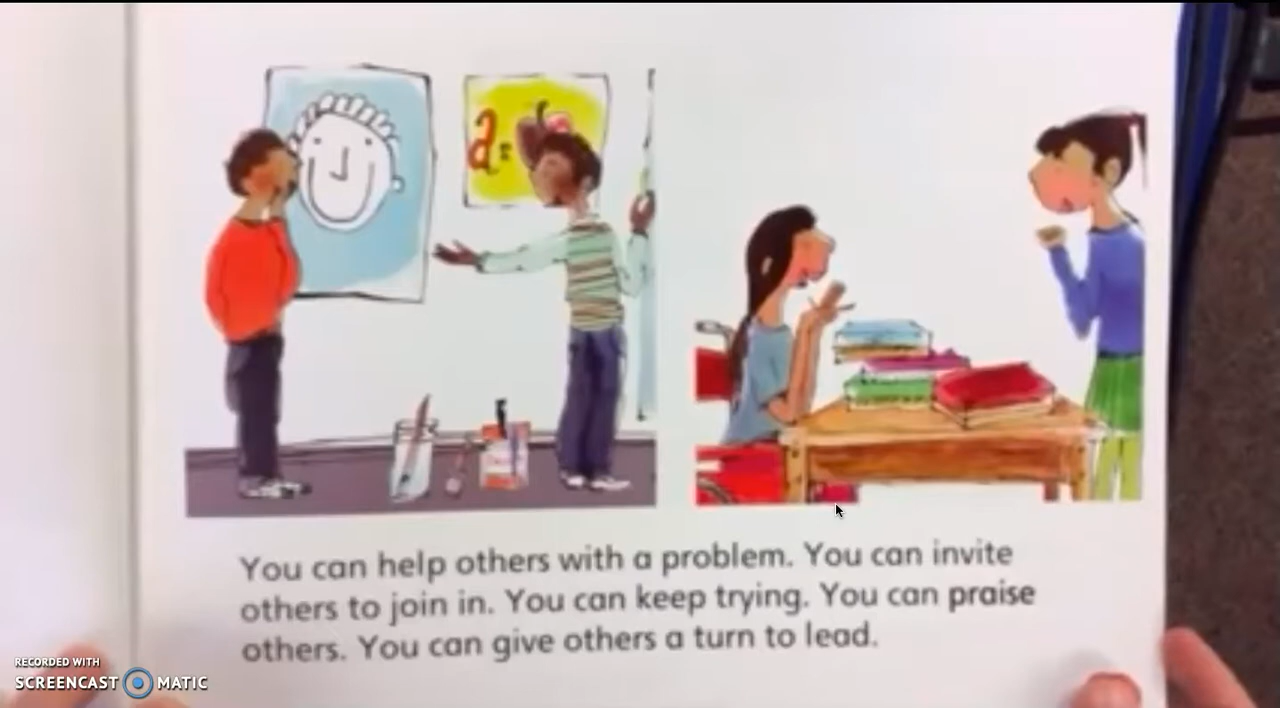 a=
You can help others with a problem. You can invite
others to join in. You can keep trying. You can praise
others. You can give others a turn to lead.
RECORDED WITH
SCREENCAST MATIC